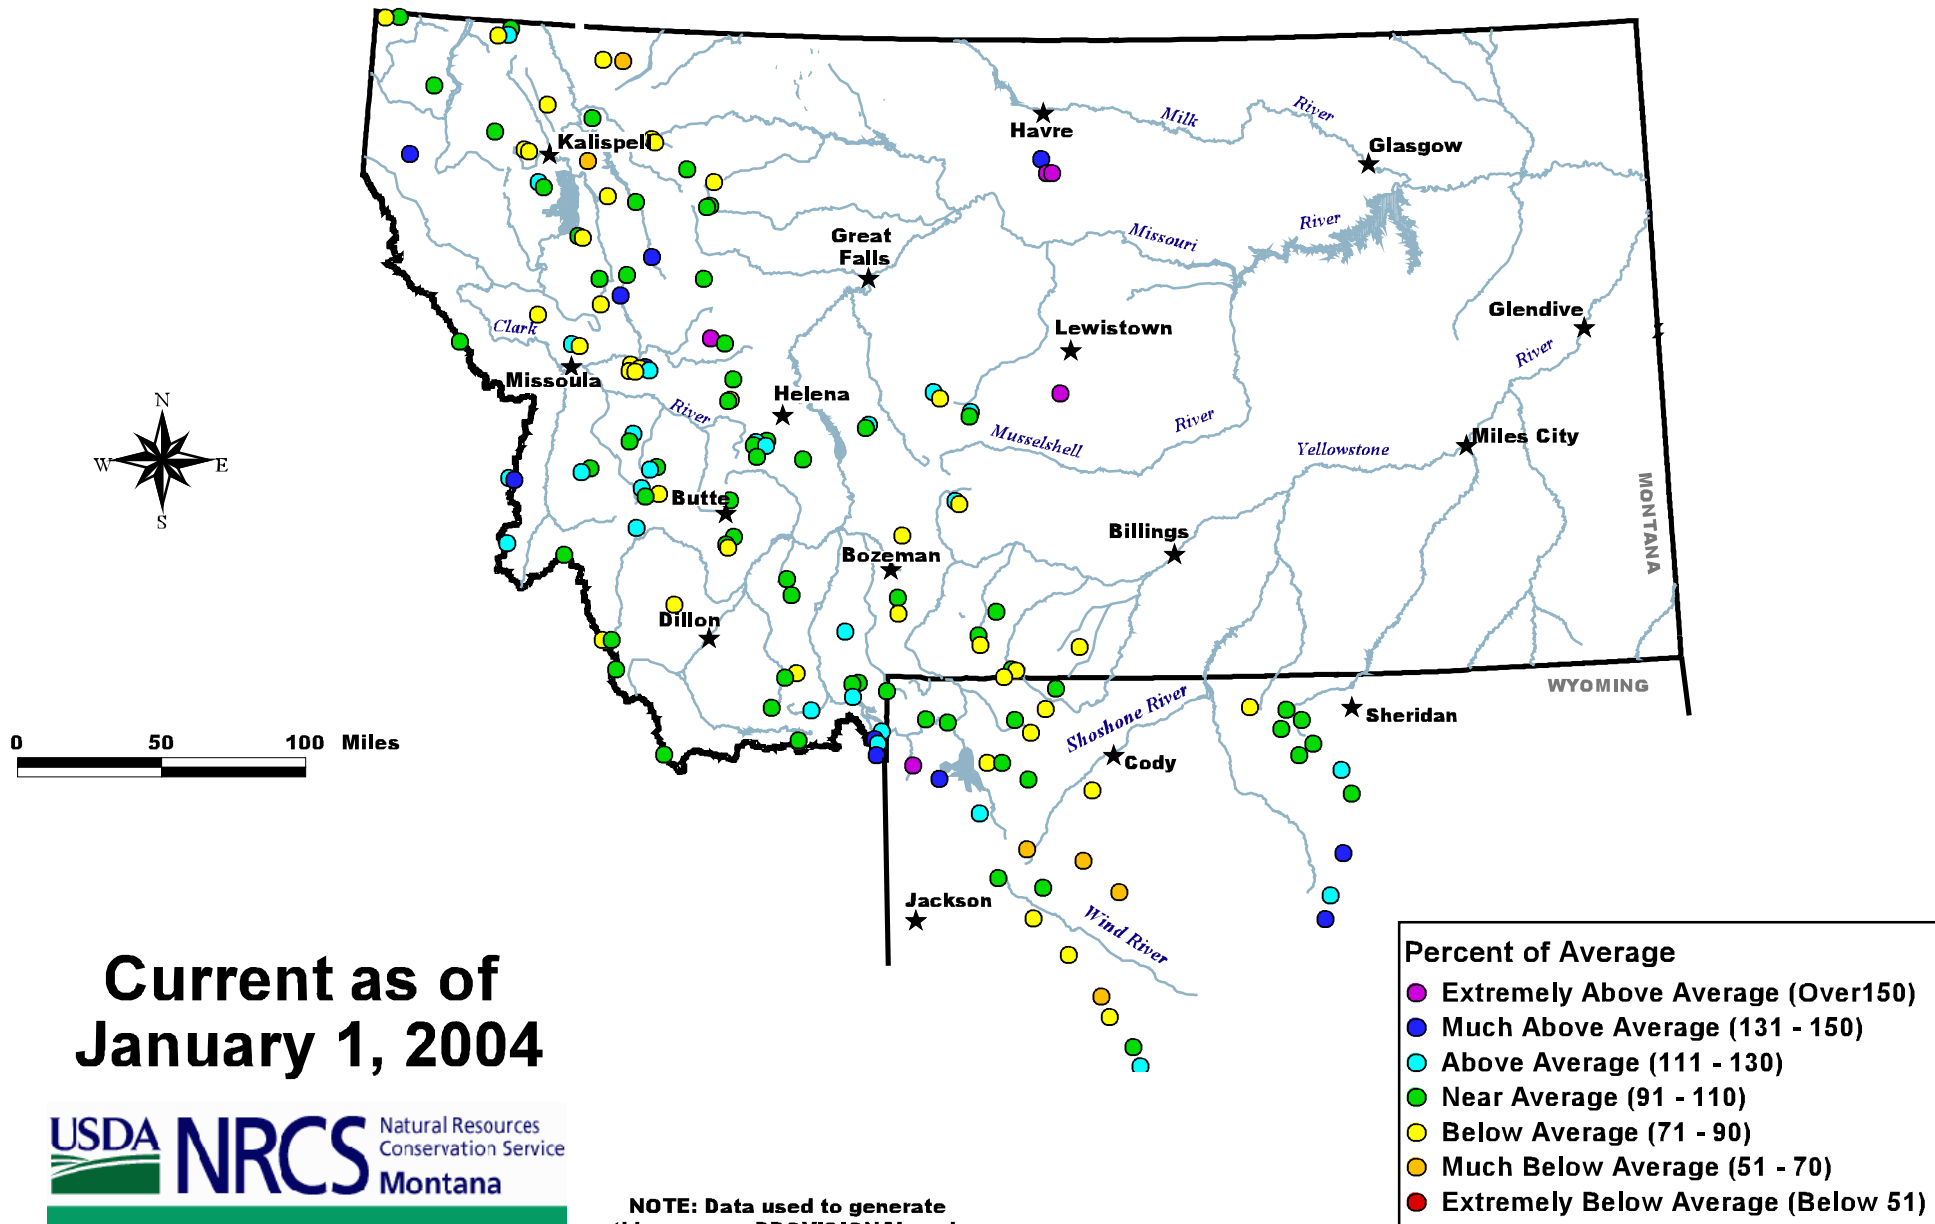 Kalispell
Havre
Milk
River
Glasgow
Great
Falls
Missouri
River
Glendive
River
Clark
Lewistown
Missoula
River
Helena
Musselshell
River
Yellowstone
Miles City
N
W
E
S
Butte
Billings
Bozeman
MONTANA
Dillon
WYOMING
Shoshone River
Sheridan
Cody
0 50 100 Miles
Jackson
Wind River
Current as of
January 1, 2004
USDA
NRCS
Natural Resources
Conservation Service
Montana
NOTE: Data used to generate
Percent of Average
Extremely Above Average (Over150)
Much Above Average (131 - 150)
Above Average (111 - 130)
Near Average (91 - 110)
Below Average (71 - 90)
Much Below Average (51 - 70)
Extremely Below Average (Below 51)